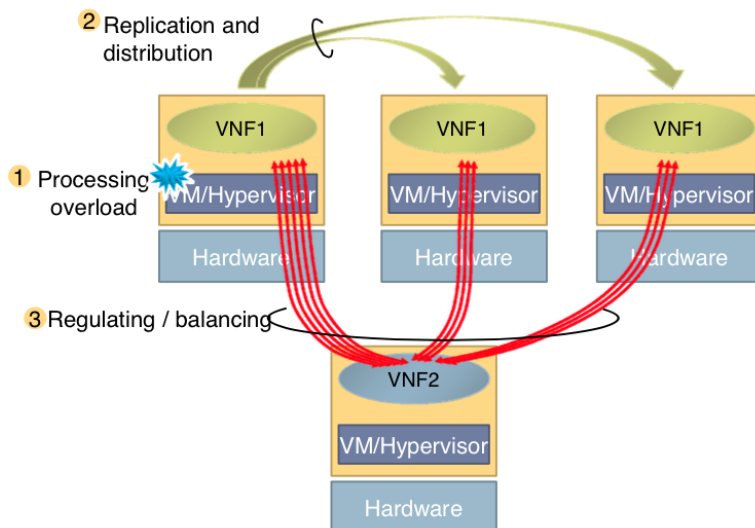 2 Replication and
distribution
VNF1
VNF1
VNF1
1 Processing
overload
VM/Hypervisor
VM/Hypervisor
VM/Hypervisor
Hardware
Hardware
Hardware
3 Regulating / balancing
VNF2
VM/Hypervisor
Hardware